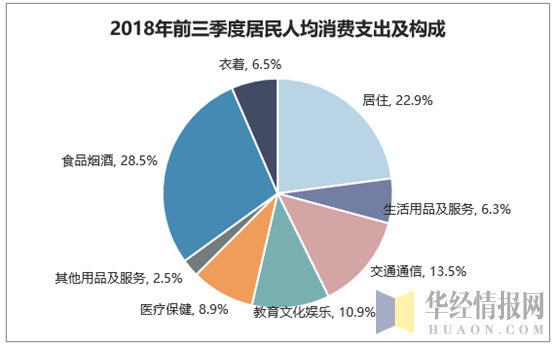 2018年前三季度居民人均消费支出及构成
衣着, 6.5%
居住, 22.9%
食品烟酒, 28.5%
生活用品及服务, 6.3%
交通通信, 13.5%
其他用品及服务, 2.5%
医疗保健, 8.9%
教育文化娱乐, 10.9%
华经情报网
HUAON.COM